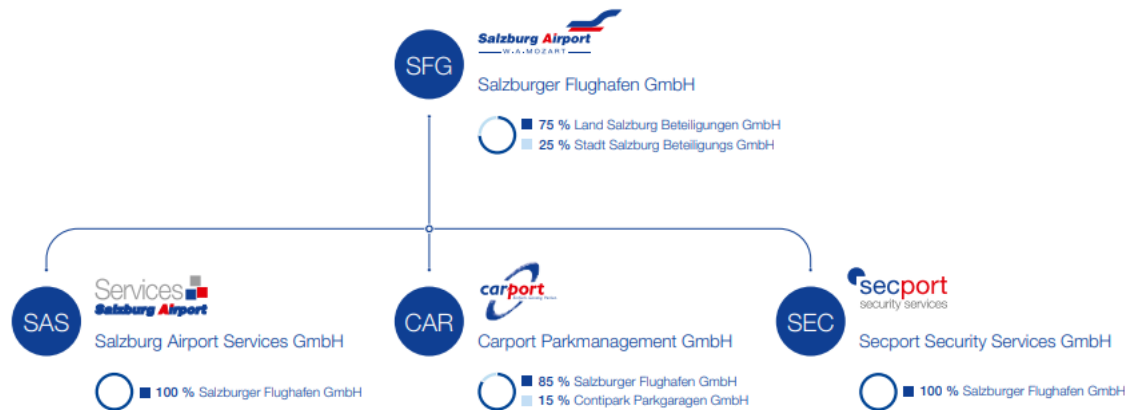 Salzburg Airport
W.A.MOZART
SFG
Salzburger Flughafen GmbH
75 % Land Salzburg Beteiligungen GmbH
25 % Stadt Salzburg Beteiligungs GmbH
Services
Salzburg Airport
SAS
Salzburg Airport Services GmbH
100 % Salzburger Flughafen GmbH
carport
CAR
Carport Parkmanagement GmbH
85 % Salzburger Flughafen GmbH
15 % Contipark Parkgaragen GmbH
secport
security services
SEC
Secport Security Services GmbH
100 % Salzburger Flughafen GmbH